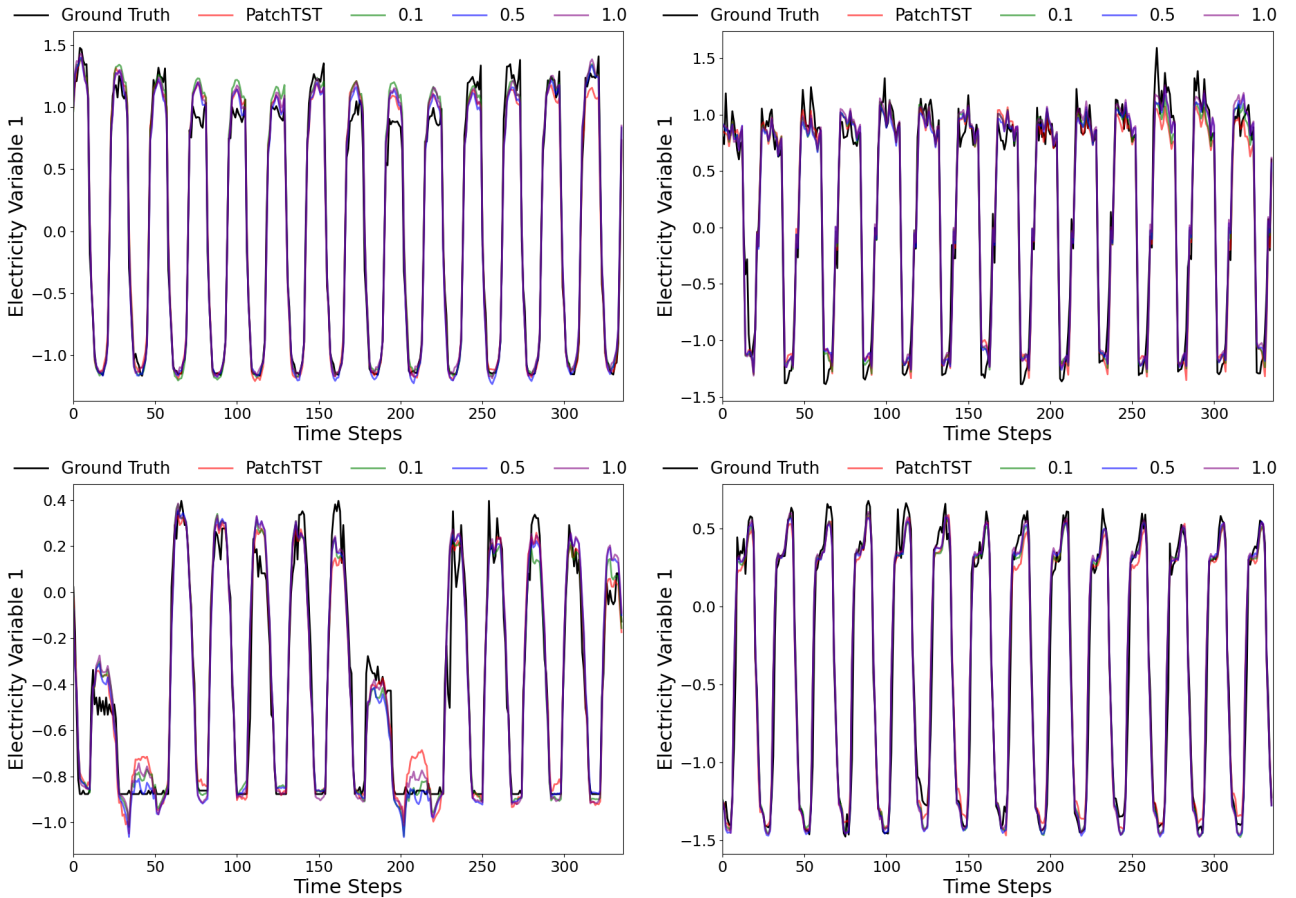 Ground Truth PatchTST 0.1 0.5 1.0
Electricity Variable 1
1.5
1.0
0.5
0.0
−0.5
−1.0
0 50 100 150 200 250 300
Time Steps
Ground Truth PatchTST 0.1 0.5 1.0
Electricity Variable 1
1.5
1.0
0.5
0.0
−0.5
−1.0
−1.5
0 50 100 150 200 250 300
Time Steps
Ground Truth PatchTST 0.1 0.5 1.0
Electricity Variable 1
0.4
0.2
0.0
−0.2
−0.4
−0.6
−0.8
−1.0
0 50 100 150 200 250 300
Time Steps
Ground Truth PatchTST 0.1 0.5 1.0
Electricity Variable 1
0.5
0.0
−0.5
−1.0
−1.5
0 50 100 150 200 250 300
Time Steps